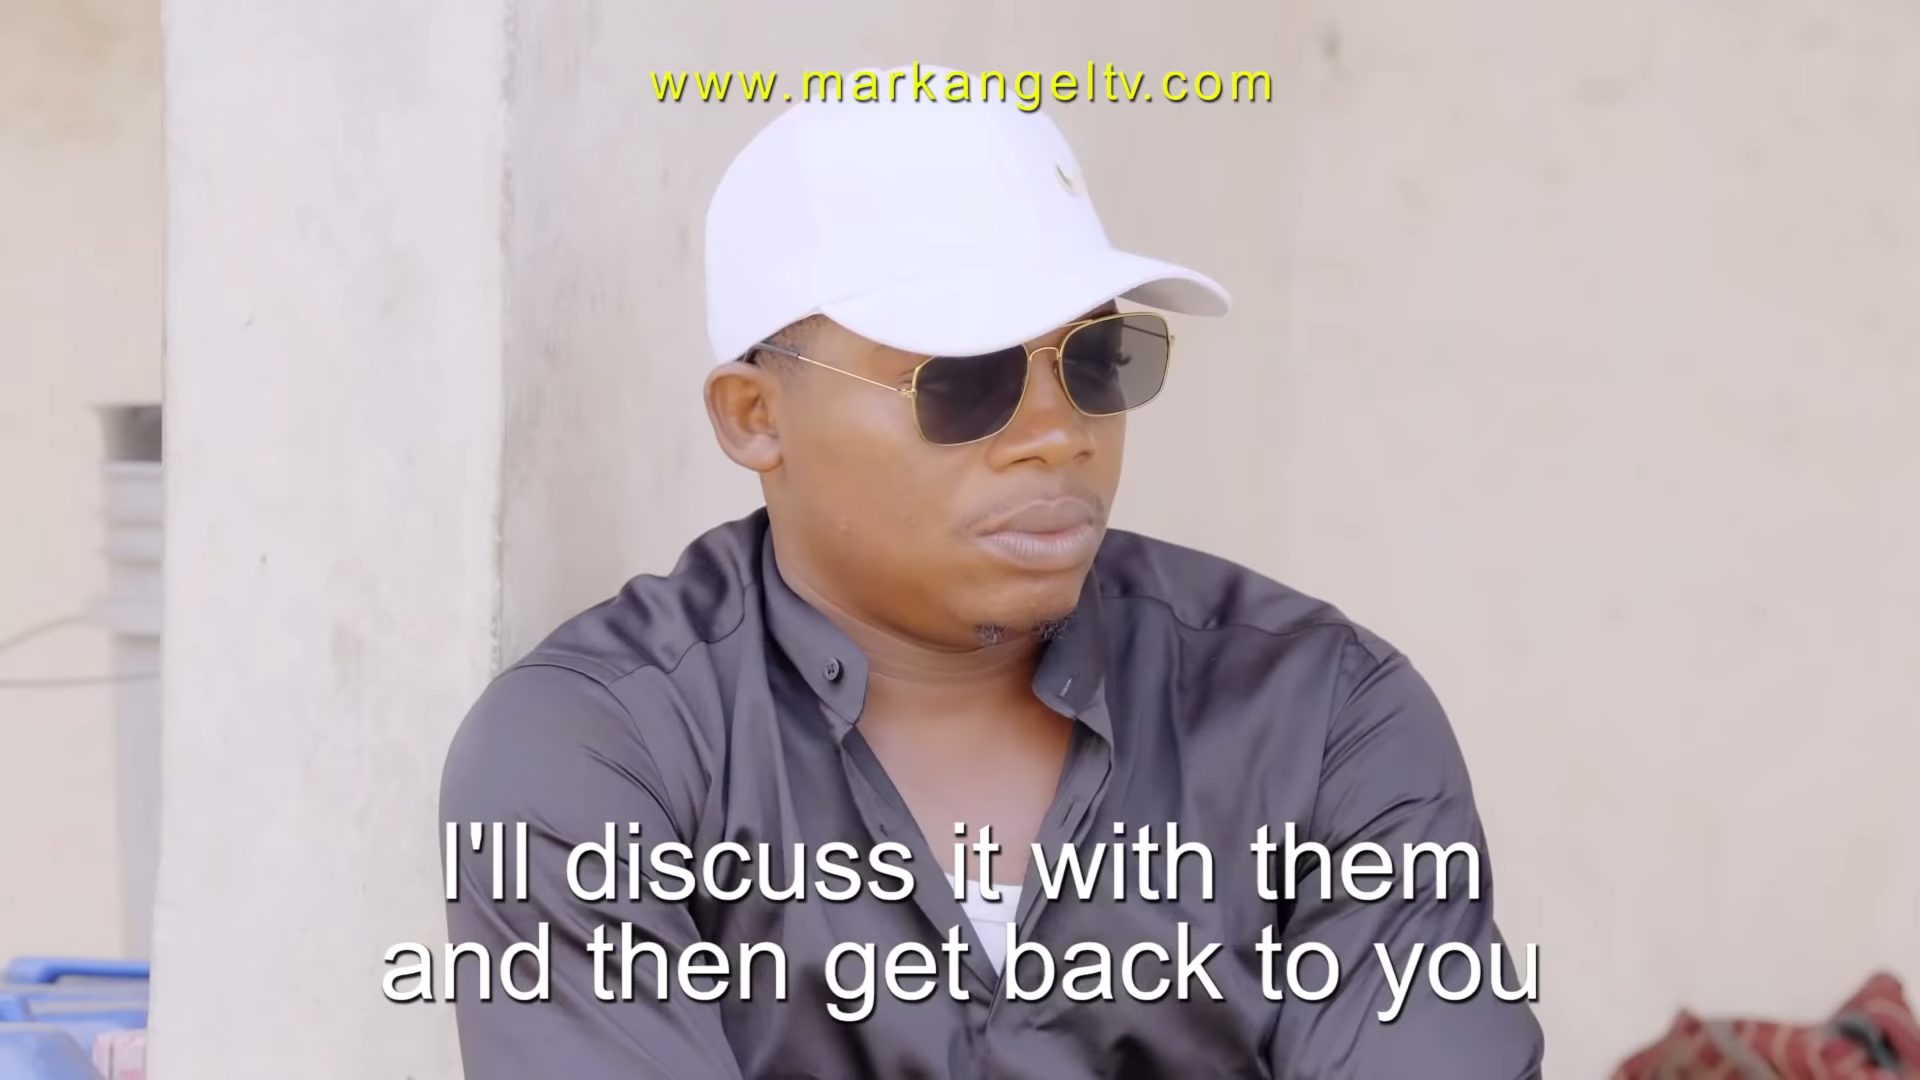 www.markangeltv.com
I'll discuss it with them
and then get back to you